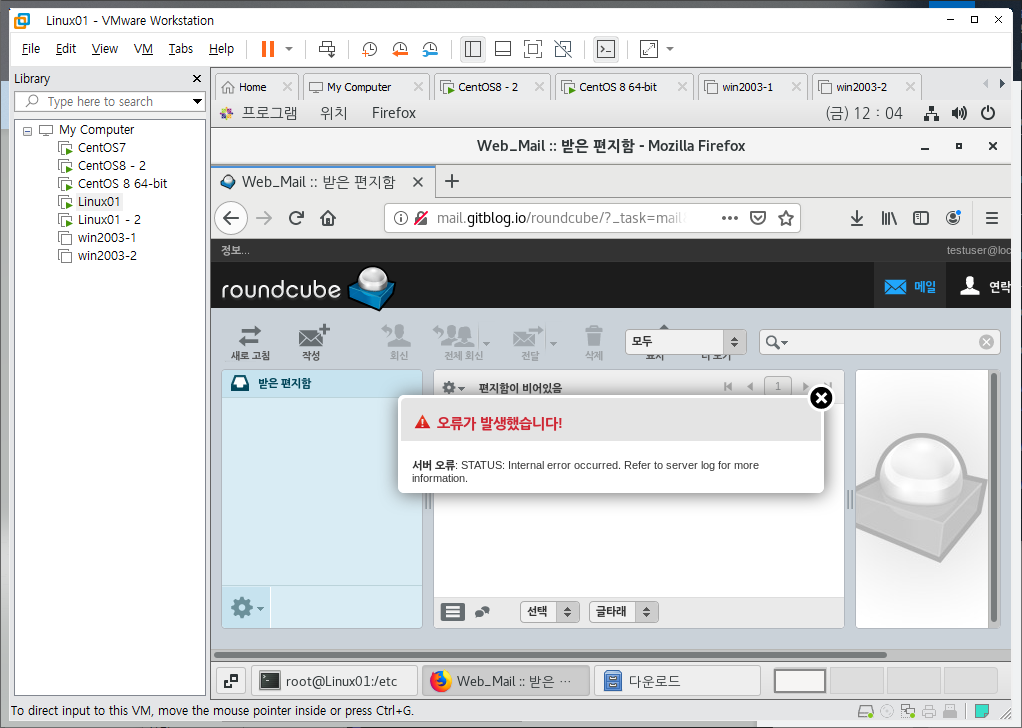 Linux01 - VMware Workstation
File Edit View VM Tabs Help
Library
Type here to search
My Computer
CentOS7
CentOS8 - 2
CentOS 8 64-bit
Linux01
Linux01 - 2
win2003-1
win2003-2
Home My Computer CentOS8 - 2 CentOS 8 64-bit win2003-1 win2003-2
프로그램 위치 Firefox (금) 12 : 04
Web_Mail :: 받은 편지함 - Mozilla Firefox
Web_Mail :: 받은 편지함
mail.gitblog.io/roundcube/?_task=mail
정보... testuser@loc
roundcube 메일 연락
새로 고침 작성 회신 전체 회신 전달 삭제 모두 표시 더 보기
받은 편지함
편지함이 비어있음 1
오류가 발생했습니다!
서버 오류: STATUS: Internal error occurred. Refer to server log for more
information.
선택 글타래
root@Linux01:/etc Web_Mail :: 받은 ··· 다운로드
To direct input to this VM, move the mouse pointer inside or press Ctrl+G.